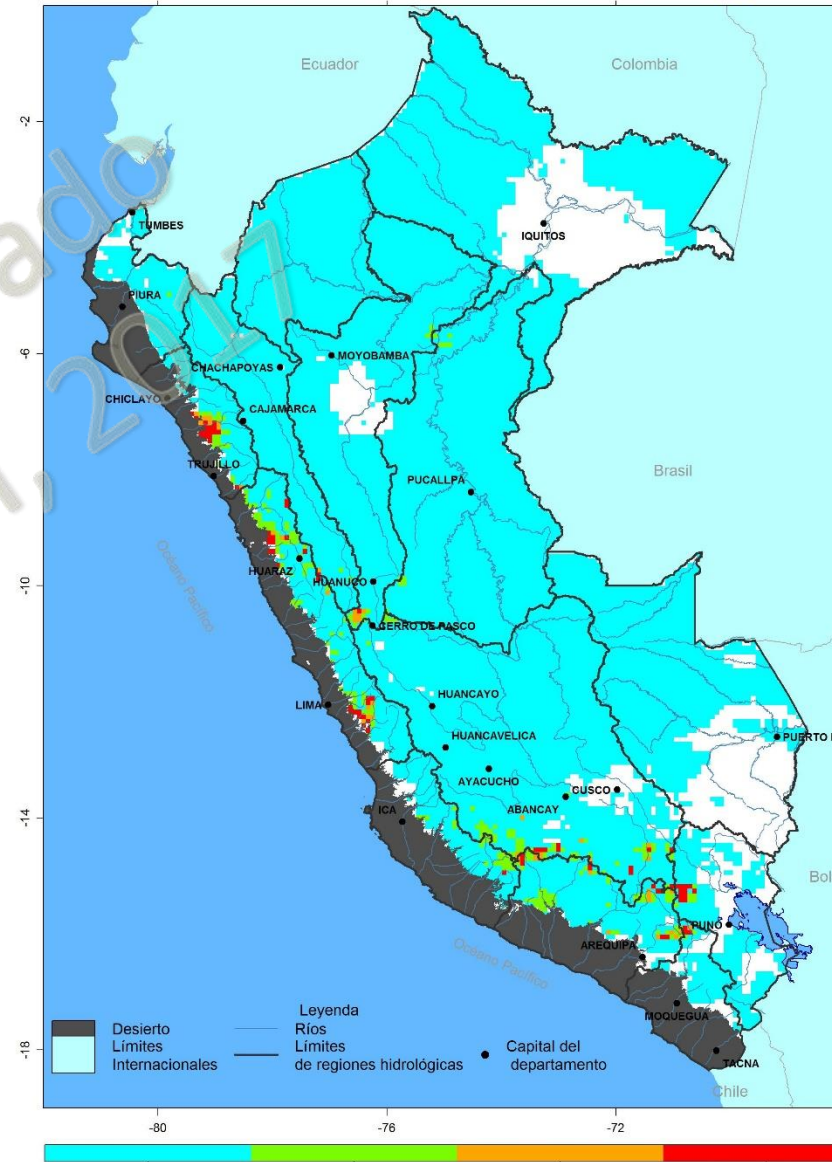 Ecuador
Colombia
-2
ado
TUMBES
IQUITOS
PIURA
2017
-6
MOYOBAMBA
CHACHAPOYAS
CHICLAYO
CAJAMARCA
Brasil
TRUJILLO
PUCALLPA
Océano Pacífico
HUARAZ
HUANUCO
-10
CERRO DE PASCO
HUANCAYO
LIMA
HUANCAVELICA
PUERTO
AYACUCHO
CUSCO
-14
ICA
ABANCAY
Bol
PUNO
AREQUIPA
Océano Pacífico
MOQUEGUA
Leyenda
Desierto
Ríos
Límites
Internacionales
Límites
de regiones hidrológicas
Capital del
departamento
-18
TACNA
Chile
-80
-76
-72